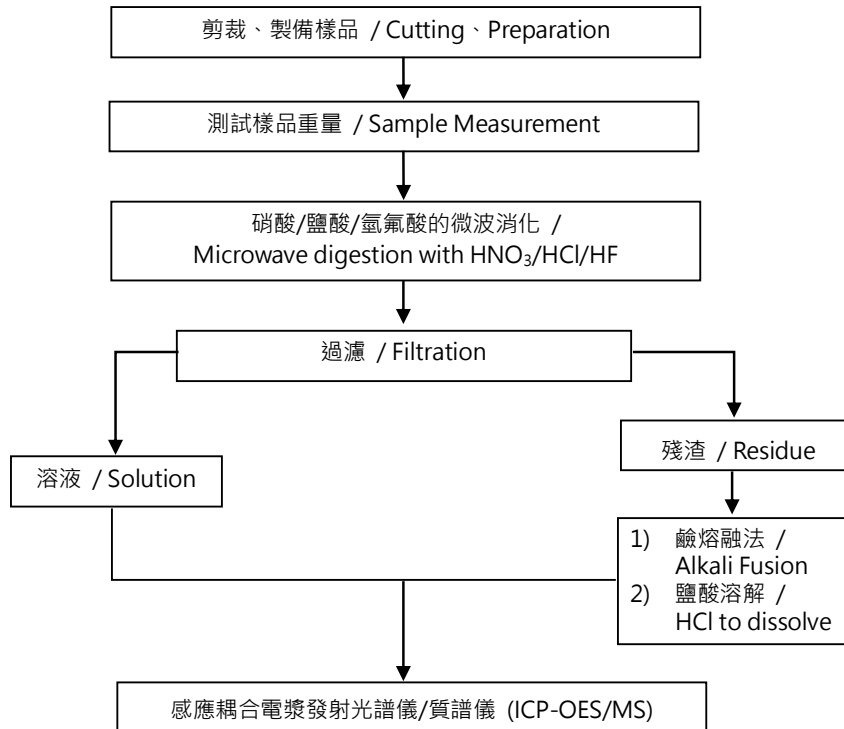 剪裁、製備樣品 / Cutting、Preparation
測試樣品重量 / Sample Measurement
硝酸/鹽酸/氫氟酸的微波消化 /
Microwave digestion with HNO₃/HCl/HF
過濾 / Filtration
溶液 / Solution
殘渣 / Residue
1) 鹼熔融法 /
Alkali Fusion
2) 鹽酸溶解 /
HCl to dissolve
感應耦合電漿發射光譜儀/質譜儀 (ICP-OES/MS)